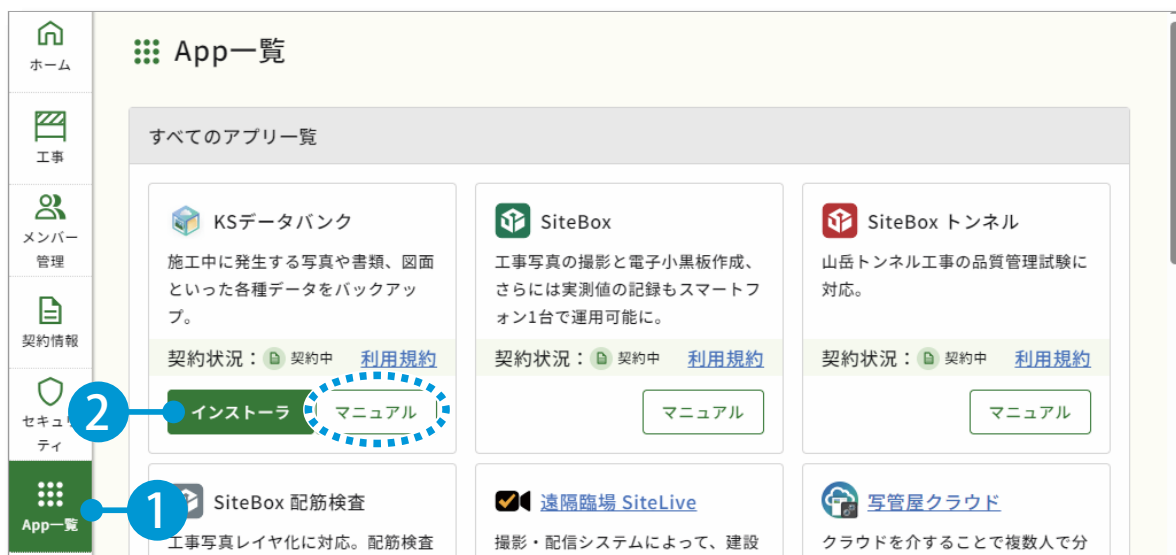 ホーム
工事
メンバー
管理
契約情報
セキュ
ティ
App一覧
App一覧
すべてのアプリ一覧
KSデータバンク
施工中に発生する写真や書類、図面
といった各種データをバックアッ
プ。
契約状況： 契約中 利用規約
インストーラ マニュアル
SiteBox
工事写真の撮影と電子小黒板作成、
さらには実測値の記録もスマートフ
ォン1台で運用可能に。
契約状況： 契約中 利用規約
マニュアル
SiteBox トンネル
山岳トンネル工事の品質管理試験に
対応。
契約状況： 契約中 利用規約
マニュアル
SiteBox 配筋検査
工事写真レイヤ化に対応。配筋検査
遠隔臨場 SiteLive
撮影・配信システムによって、建設
写管屋クラウド
クラウドを介することで複数人で分
2
1